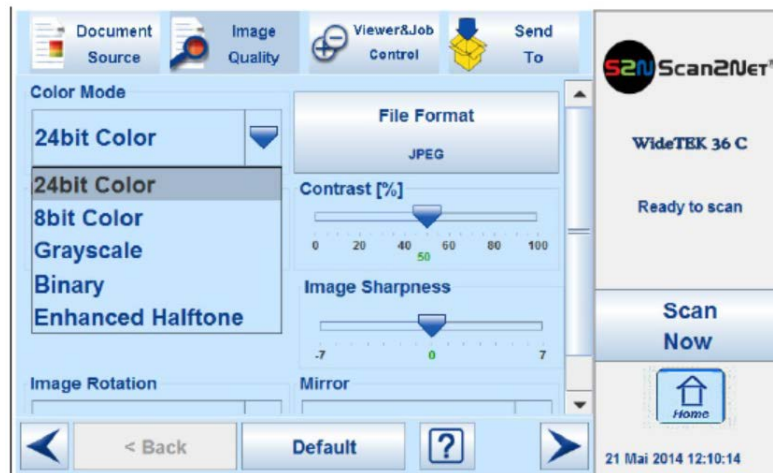 Document
Source
Image
Quality
Viewer&Job
Control
Send
To
Color Mode
24bit Color
24bit Color
8bit Color
Grayscale
Binary
Enhanced Halftone
File Format
JPEG
Contrast [%]
0 20 40 60 80 100
50
Image Sharpness
-7 0 7
Image Rotation
Mirror
< Back
Default
?
S2N Scan2Net®
WideTEK 36 C
Ready to scan
Scan
Now
Home
21 Mai 2014 12:10:14